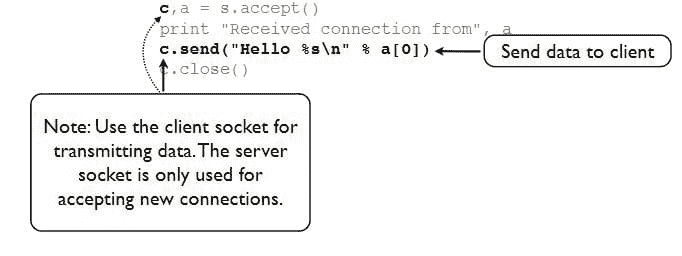 c,a = s.accept()
print "Received connection from", a
c.send("Hello %s\n" % a[0])
Send data to client
c.close()
Note: Use the client socket for
transmitting data. The server
socket is only used for
accepting new connections.